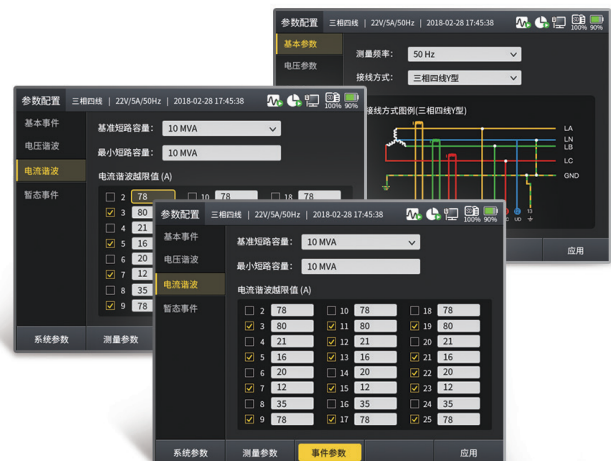 参数配置 三相四线 | 22V/5A/50Hz | 2018-02-28 17:45:38 100% 90%
基本参数
电压参数
测量频率： 50 Hz
接线方式： 三相四线Y型
接线方式图例(三相四线Y型)
LA
LN
LB
LC
GND
应用
参数配置 三相四线 | 22V/5A/50Hz | 2018-02-28 17:45:38 100% 90%
基本事件
电压谐波
电流谐波
暂态事件
基准短路容量： 10 MVA
最小短路容量： 10 MVA
电流谐波越限值 (A)
2 78 10 78 18 78
3 80
4 21
5 16
6 20
7 12
8 35
9 78
系统参数 测量参数
参数配置 三相四线 | 22V/5A/50Hz | 2018-02-28 17:45:38 100% 90%
基本事件
电压谐波
电流谐波
暂态事件
基准短路容量： 10 MVA
最小短路容量： 10 MVA
电流谐波越限值 (A)
2 78 10 78 18 78
3 80 11 80 19 80
4 21 12 21 20 21
5 16 13 16 21 16
6 20 14 20 22 20
7 12 15 12 23 12
8 35 16 35 24 35
9 78 17 78 25 78
系统参数 测量参数 事件参数 应用